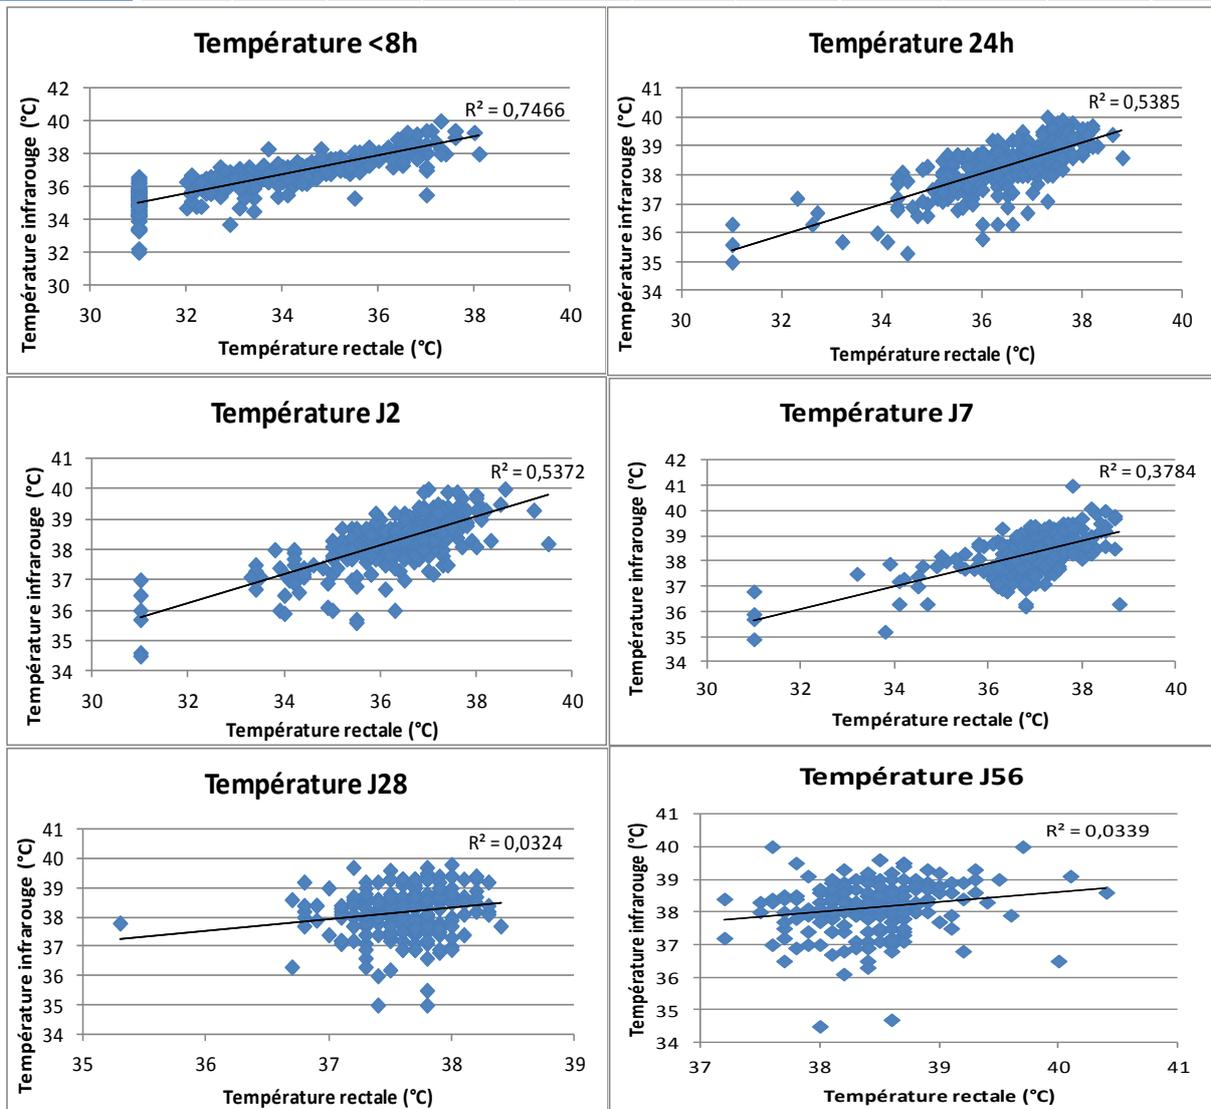 Température <8h
R² = 0,7466
Température infrarouge (°C)
42
40
38
36
34
32
30
30 32 34 36 38 40
Température rectale (°C)
Température 24h
R² = 0,5385
Température infrarouge (°C)
41
40
39
38
37
36
35
34
30 32 34 36 38 40
Température rectale (°C)
Température J2
R² = 0,5372
Température infrarouge (°C)
41
40
39
38
37
36
35
34
30 32 34 36 38 40
Température rectale (°C)
Température J7
R² = 0,3784
Température infrarouge (°C)
42
41
40
39
38
37
36
35
34
30 32 34 36 38 40
Température rectale (°C)
Température J28
R² = 0,0324
Température infrarouge (°C)
41
40
39
38
37
36
35
34
35 36 37 38 39
Température rectale (°C)
Température J56
R² = 0,0339
Température infrarouge (°C)
41
40
39
38
37
36
35
34
37 38 39 40 41
Température rectale (°C)